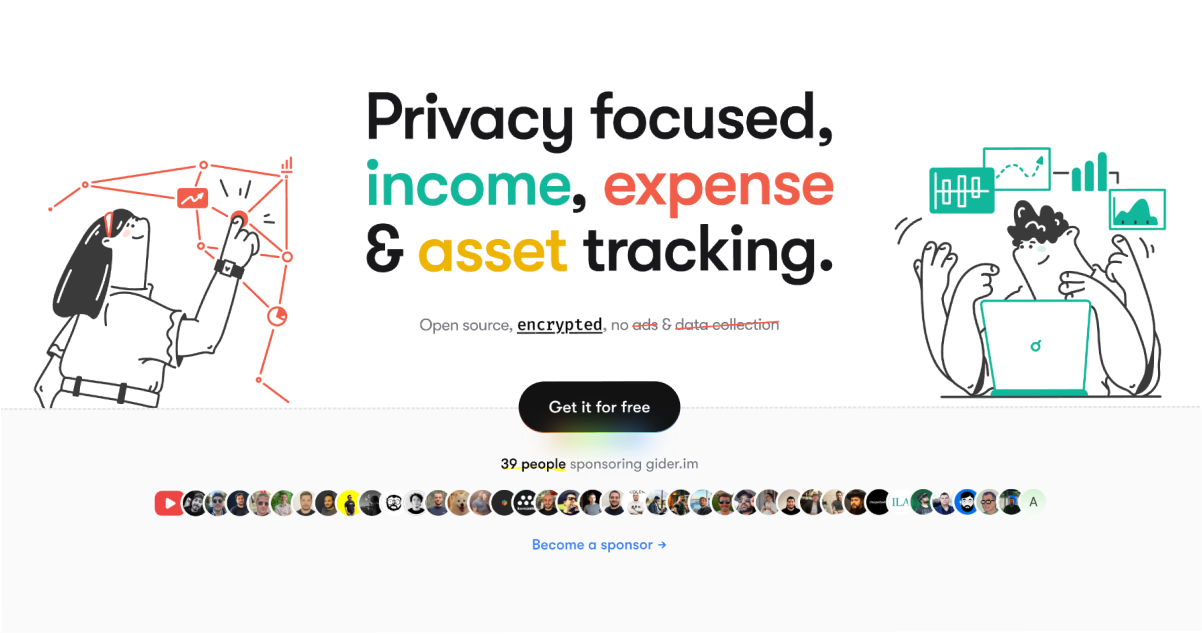 Privacy focused,
income, expense
& asset tracking.
Open source, encrypted, no ads & data collection
Get it for free
39 people sponsoring gider.im
ILA
A
Become a sponsor →